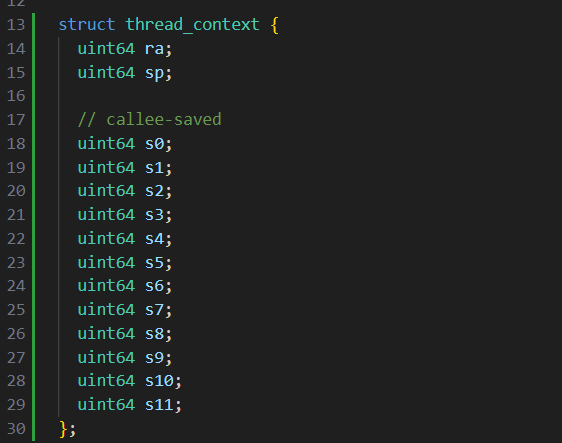 12
13 struct thread_context {
14 uint64 ra;
15 uint64 sp;
16
17 // callee-saved
18 uint64 s0;
19 uint64 s1;
20 uint64 s2;
21 uint64 s3;
22 uint64 s4;
23 uint64 s5;
24 uint64 s6;
25 uint64 s7;
26 uint64 s8;
27 uint64 s9;
28 uint64 s10;
29 uint64 s11;
30 };